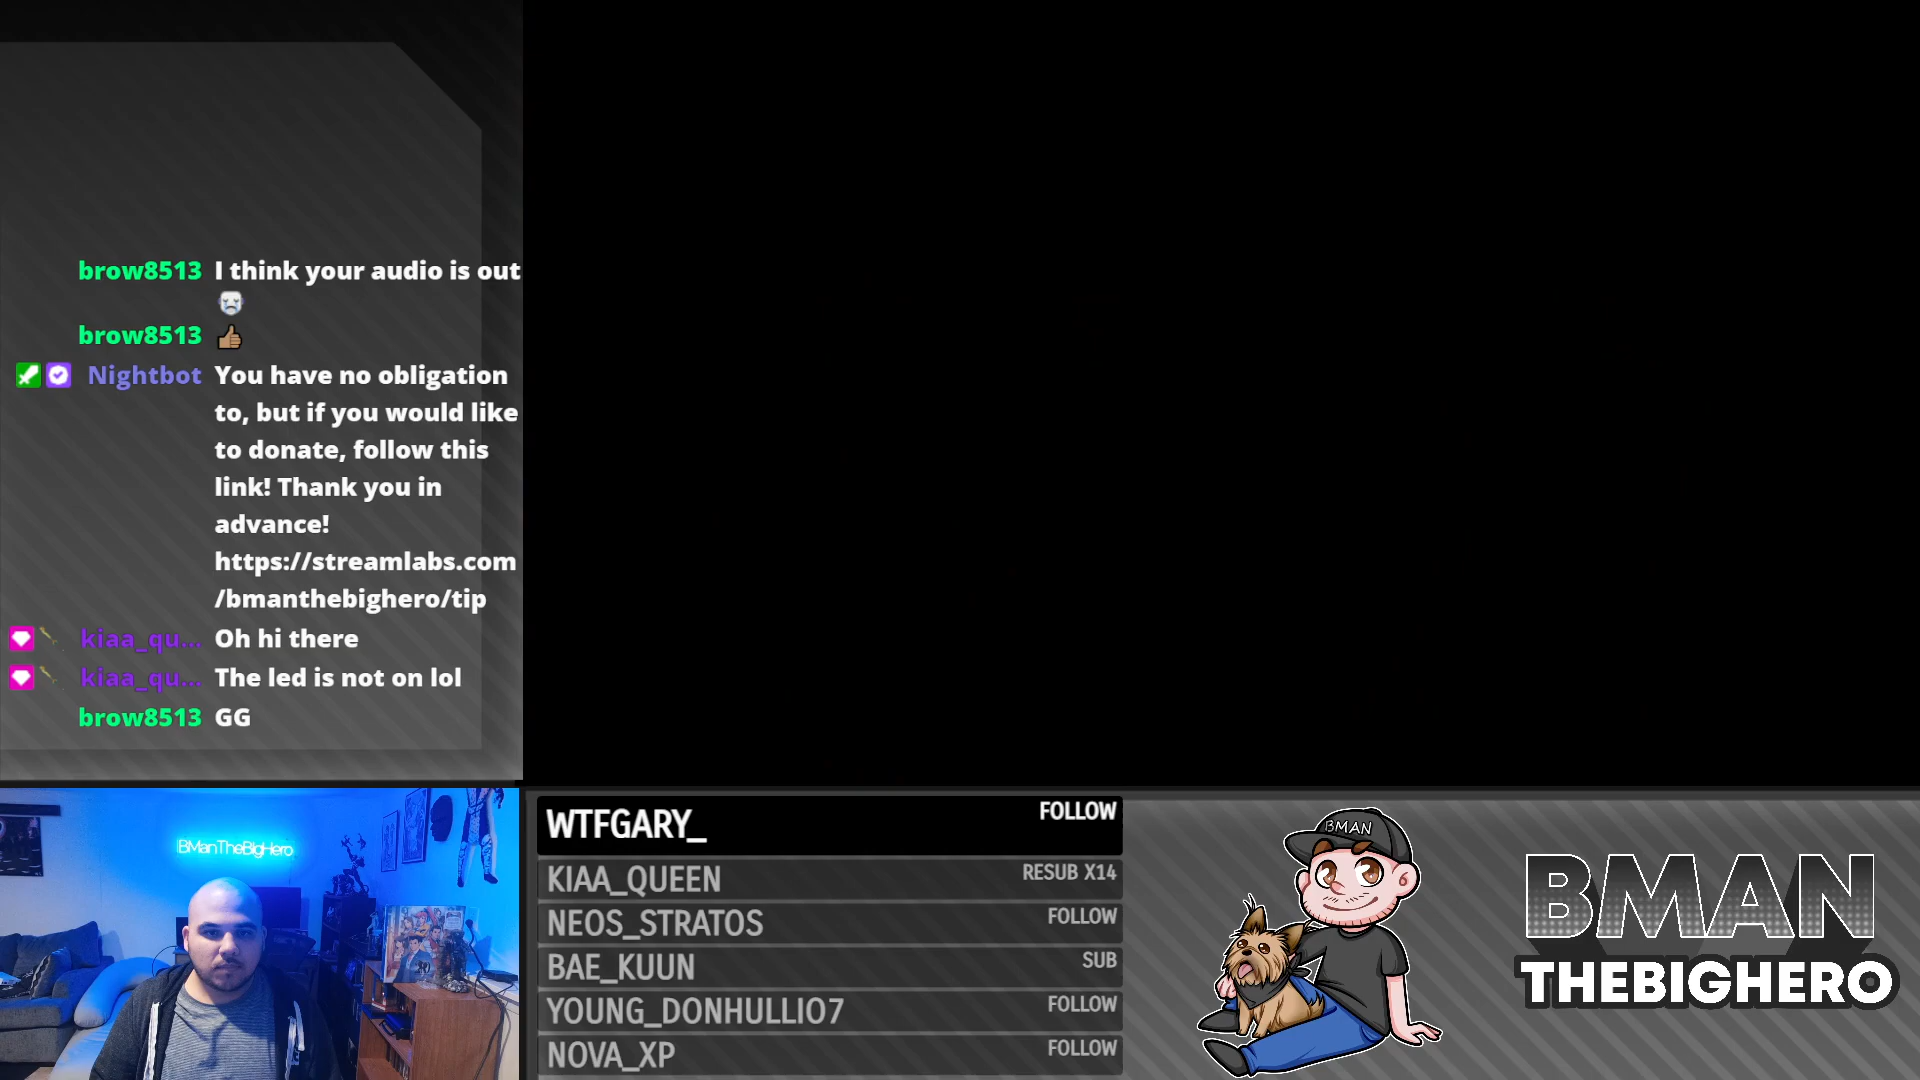 brow8513 I think your audio is out
brow8513
Nightbot You have no obligation
to, but if you would like
to donate, follow this
link! Thank you in
advance!
https://streamlabs.com
/bmanthebighero/tip
kiaa_qu... Oh hi there
kiaa_qu... The led is not on lol
brow8513 GG
BManTheBigHero
WTFGARY_ FOLLOW
KIAA_QUEEN RESUB X14
NEOS_STRATOS FOLLOW
BAE_KUUN SUB
YOUNG_DONHULLIO7 FOLLOW
NOVA_XP FOLLOW
BMAN
BMAN
THEBIGHERO